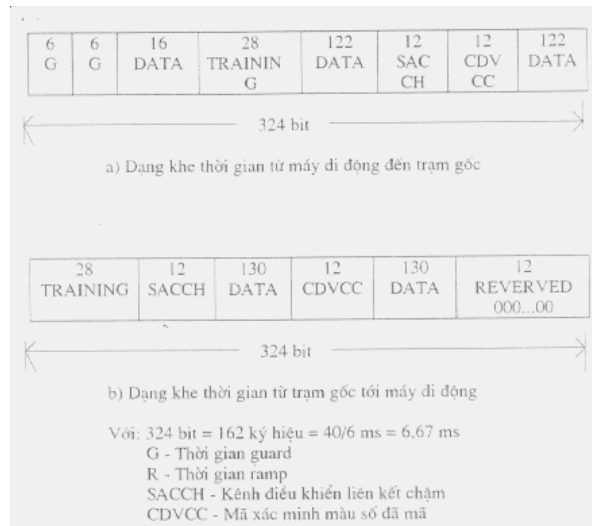 6 6 16 28 122 12 12 122
G G DATA TRAININ DATA SAC CDV DATA
G CH CC
324 bit
a) Dạng khe thời gian từ máy di động đến trạm gốc
28 12 130 12 130 12
TRAINING SACCH DATA CDVCC DATA REVERVED
000...00
324 bit
b) Dạng khe thời gian từ trạm gốc tới máy di động
Với: 324 bit = 162 ký hiệu = 40/6 ms = 6,67 ms
G - Thời gian guard
R - Thời gian ramp
SACCH - Kênh điều khiển liên kết chậm
CDVCC - Mã xác minh màu số đã mã